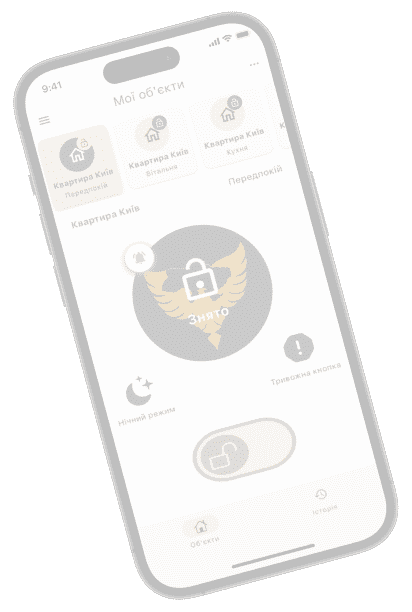 9:41
Мої об'єкти
Квартира Київ
Передпокій
Квартира Київ
Вітальня
Квартира Київ
Кухня
Квартира Київ
Передпокій
Знято
Нічний режим
Тривожна кнопка
Об'єкти
Історія